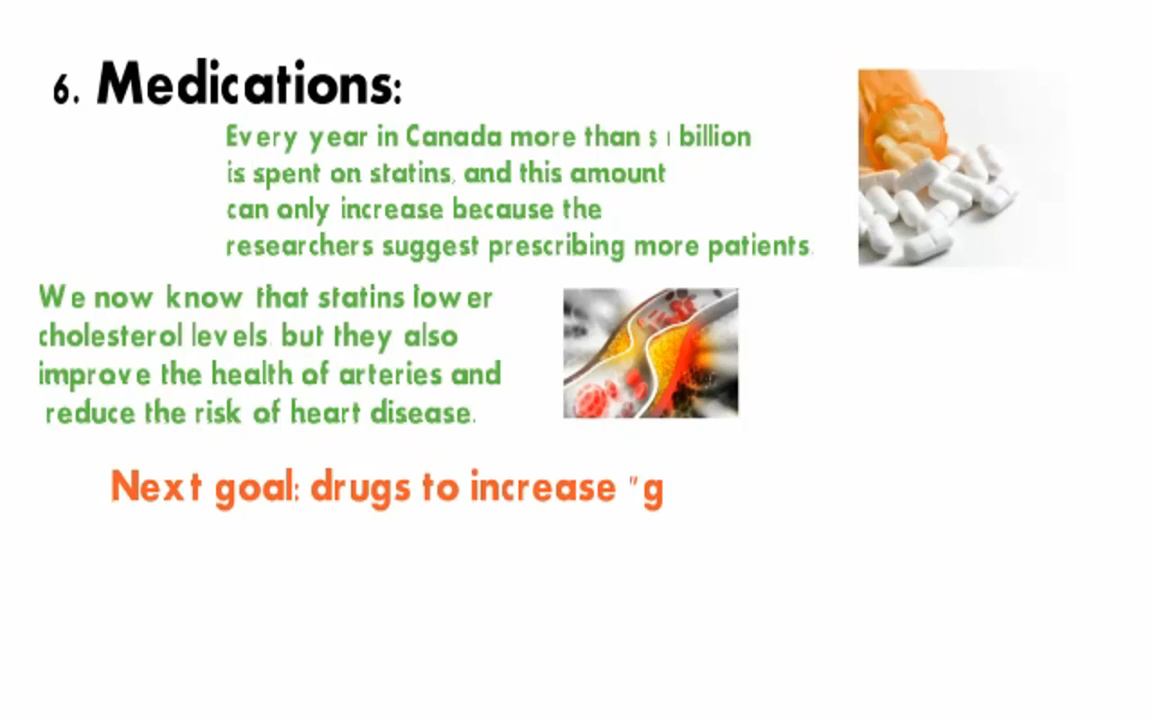 6. Medications:
Every year in Canada more than $ 1 billion
is spent on statins, and this amount
can only increase because the
researchers suggest prescribing more patients.
We now know that statins lower
cholesterol levels, but they also
improve the health of arteries and
reduce the risk of heart disease.
Next goal: drugs to increase "g